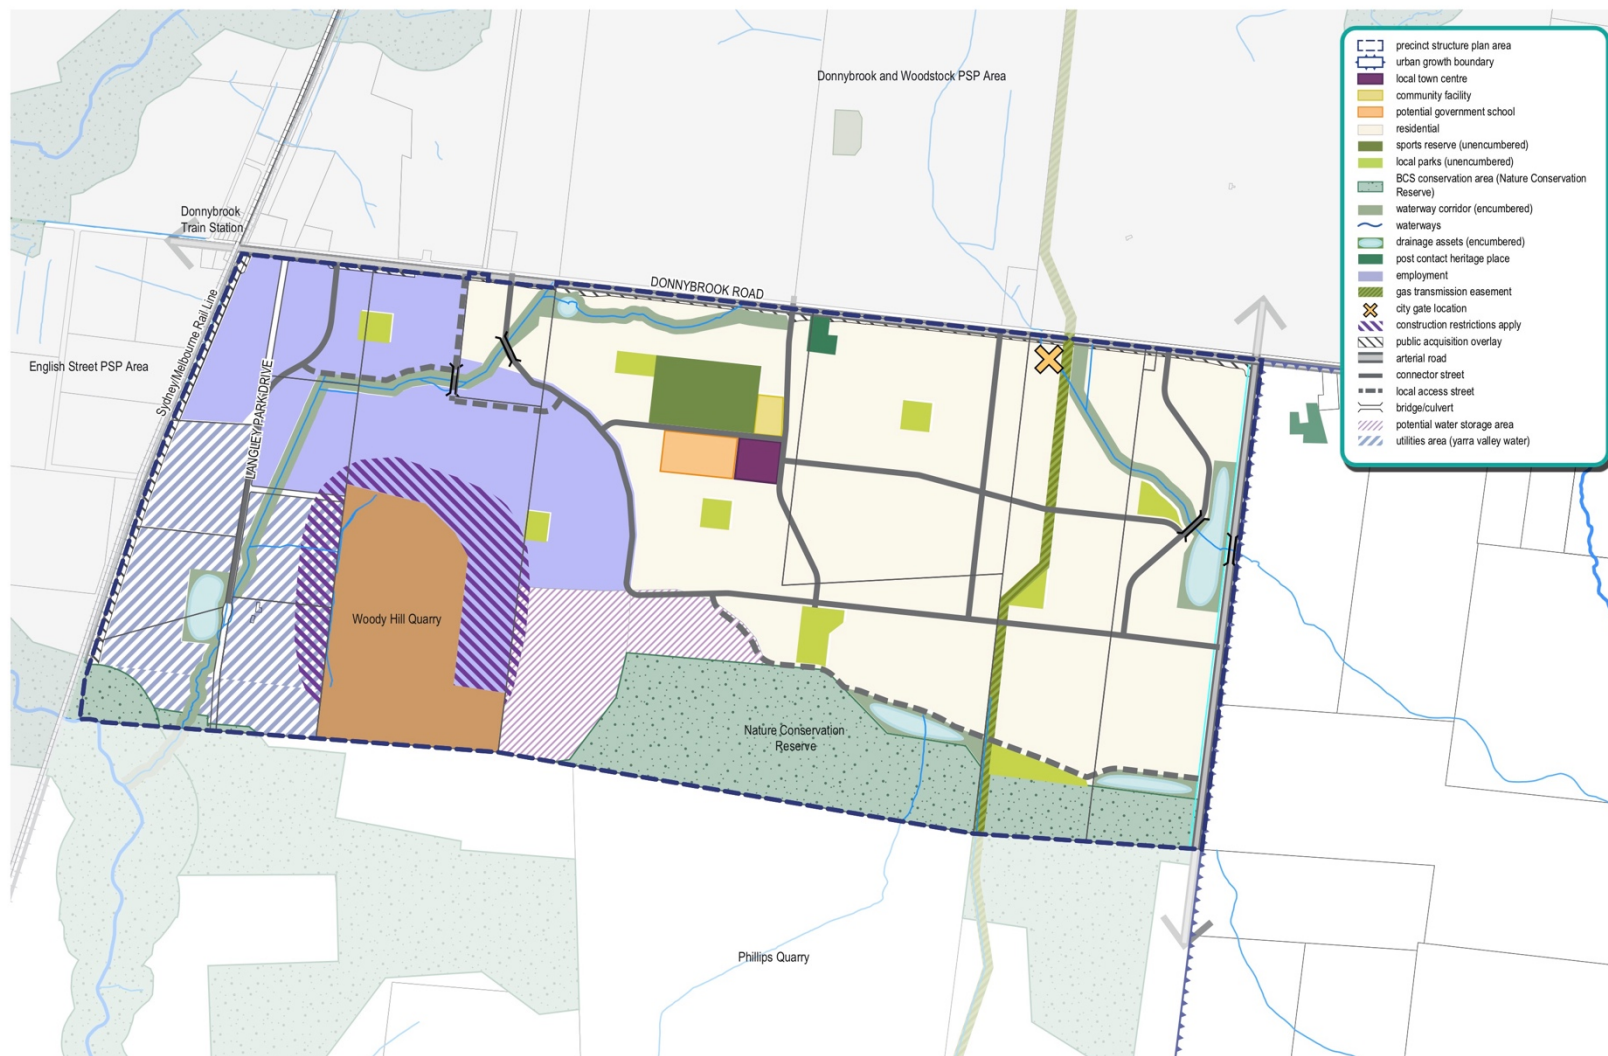 Donnybrook and Woodstock PSP Area
Donnybrook
Train Station
DONNYBROOK ROAD
English Street PSP Area
Sydney/Melbourne Rail Line
LANGLEY PARK DRIVE
Woody Hill Quarry
Nature Conservation
Reserve
Phillips Quarry
precinct structure plan area
urban growth boundary
local town centre
community facility
potential government school
residential
sports reserve (unencumbered)
local parks (unencumbered)
BCS conservation area (Nature Conservation
Reserve)
waterway corridor (encumbered)
waterways
drainage assets (encumbered)
post contact heritage place
employment
gas transmission easement
city gate location
construction restrictions apply
public acquisition overlay
arterial road
connector street
local access street
bridge/culvert
potential water storage area
utilities area (yarra valley water)